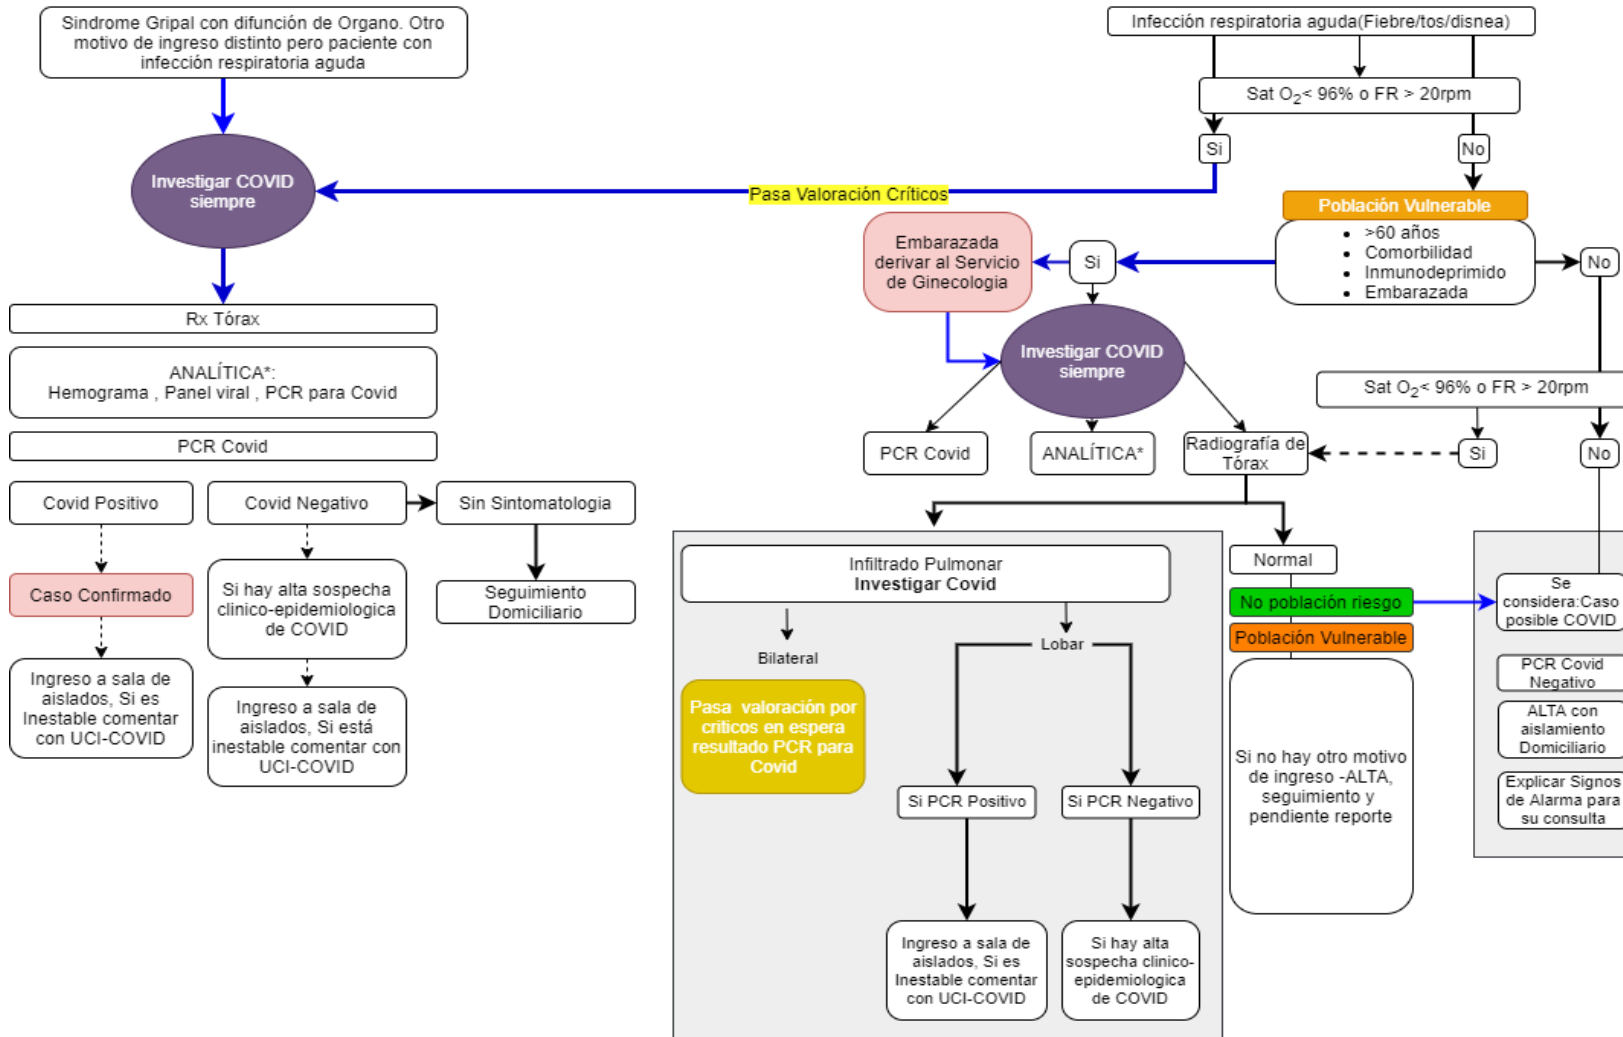 Sindrome Gripal con difunción de Organo. Otro
motivo de ingreso distinto pero paciente con
infección respiratoria aguda
Investigar COVID
siempre
Rx Tórax
ANALÍTICA*:
Hemograma , Panel viral , PCR para Covid
PCR Covid
Covid Positivo
Covid Negativo
Sin Sintomatologia
Caso Confirmado
Si hay alta sospecha
clinico-epidemiologica
de COVID
Seguimiento
Domiciliario
Ingreso a sala de
aislados, Si es
Inestable comentar
con UCI-COVID
Ingreso a sala de
aislados, Si está
inestable comentar con
UCI-COVID
Infección respiratoria aguda(Fiebre/tos/disnea)
Sat O2< 96% o FR > 20rpm
Si
No
Pasa Valoración Críticos
Población Vulnerable
• >60 años
• Comorbilidad
• Inmunodeprimido
• Embarazada
Si
No
Embarazada
derivar al Servicio
de Ginecologia
Investigar COVID
siempre
Sat O2< 96% o FR > 20rpm
Si
No
PCR Covid
ANALÍTICA*
Radiografía de
Tórax
Infiltrado Pulmonar
Investigar Covid
Bilateral
Lobar
Pasa valoración por
criticos en espera
resultado PCR para
Covid
Si PCR Positivo
Si PCR Negativo
Ingreso a sala de
aislados, Si es
Inestable comentar
con UCI-COVID
Si hay alta
sospecha clinico-
epidemiologica
de COVID
Normal
No población riesgo
Población Vulnerable
Si no hay otro motivo
de ingreso -ALTA,
seguimiento y
pendiente reporte
Se
considera:Caso
posible COVID
PCR Covid
Negativo
ALTA con
aislamiento
Domiciliario
Explicar Signos
de Alarma para
su consulta